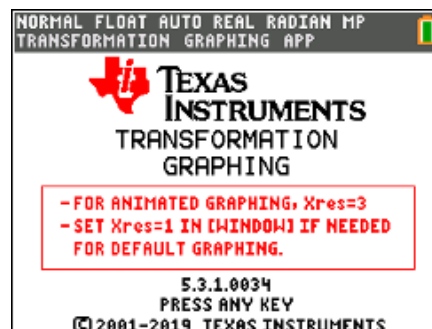 NORMAL FLOAT AUTO REAL RADIAN MP
TRANSFORMATION GRAPHING APP
TEXAS
INSTRUMENTS
TRANSFORMATION
GRAPHING
-FOR ANIMATED GRAPHING, Xres=3
-SET Xres=1 IN [WINDOW] IF NEEDED
FOR DEFAULT GRAPHING.
5.3.1.0034
PRESS ANY KEY
©2001-2019 TEXAS INSTRUMENTS